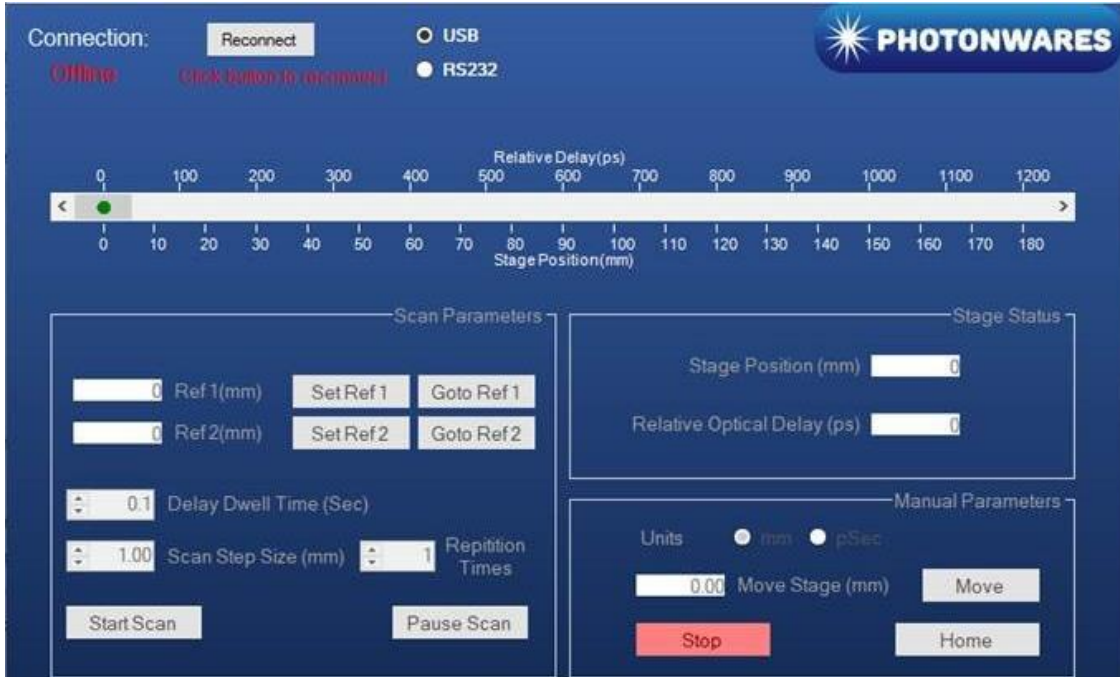 Connection:
Reconnect
USB
PHOTONWARES
Offline
Click button to reconnect
RS232
Relative Delay(ps)
0 100 200 300 400 500 600 700 800 900 1000 1100 1200
< >
0 10 20 30 40 50 60 70 80 90 100 110 120 130 140 150 160 170 180
Stage Position(mm)
Scan Parameters
0 Ref 1(mm) Set Ref 1 Goto Ref 1
0 Ref 2(mm) Set Ref 2 Goto Ref 2
0.1 Delay Dwell Time (Sec)
1.00 Scan Step Size (mm) 1 Repitition
Times
Start Scan Pause Scan
Stage Status
Stage Position (mm) 0
Relative Optical Delay (ps) 0
Manual Parameters
Units mm pSec
0.00 Move Stage (mm) Move
Stop Home